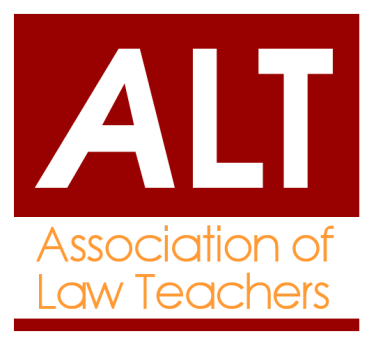 ALT
Association of
Law Teachers